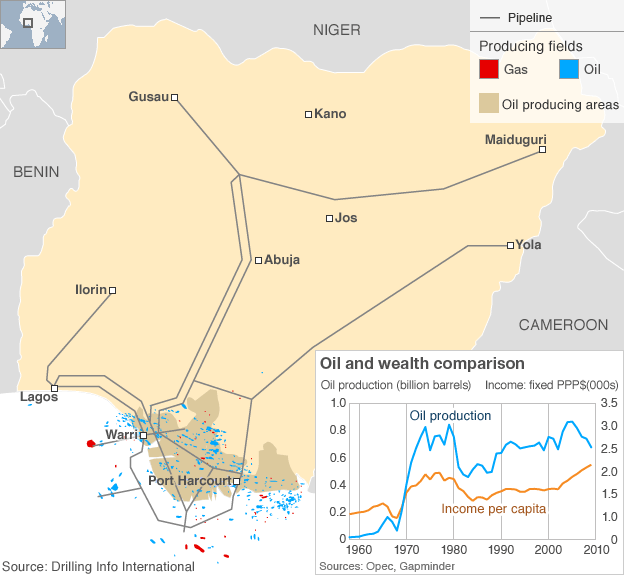 NIGER
Pipeline
Producing fields
Gas
Oil
Oil producing areas
Gusau
Kano
Maiduguri
BENIN
Jos
Yola
Abuja
Ilorin
CAMEROON
Lagos
Warri
Port Harcourt
Oil and wealth comparison
Oil production (billion barrels) Income: fixed PPP$(000s)
1.0
0.8
0.6
0.4
0.2
0
Oil production
Income per capita
3.5
3.0
2.5
2.0
1.5
1.0
0
1960 1970 1980 1990 2000 2010
Sources: Opec, Gapminder
Source: Drilling Info International